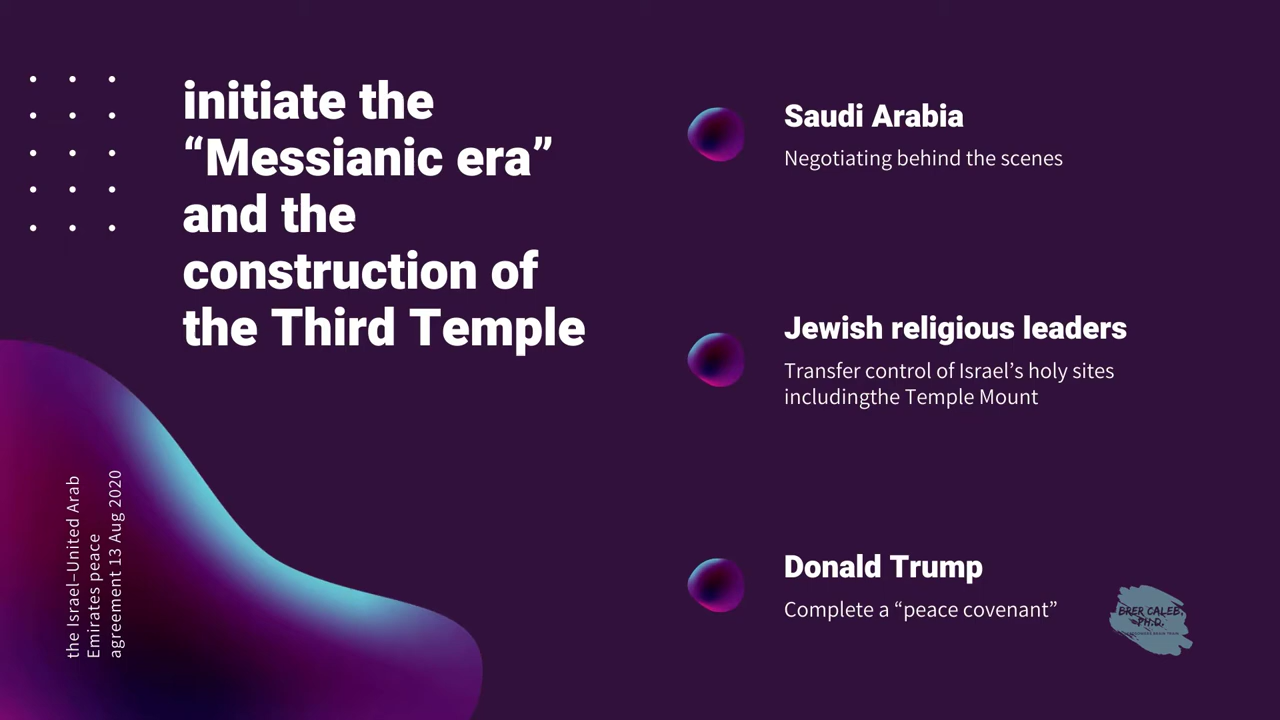 initiate the
“Messianic era”
and the
construction of
the Third Temple
Saudi Arabia
Negotiating behind the scenes
Jewish religious leaders
Transfer control of Israel’s holy sites
includingthe Temple Mount
Donald Trump
Complete a “peace covenant”
the Israel–United Arab
Emirates peace
agreement 13 Aug 2020
BRER CALEB,
PH.D.